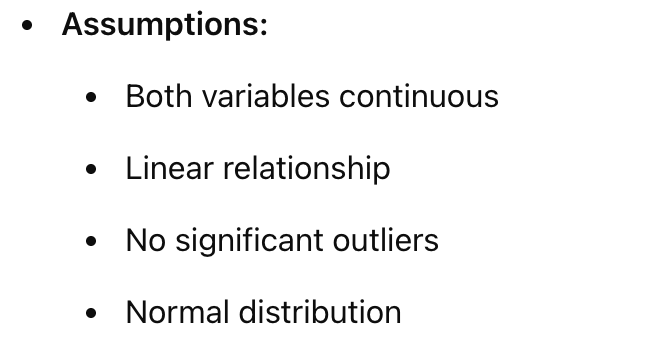 • Assumptions:
• Both variables continuous
• Linear relationship
• No significant outliers
• Normal distribution